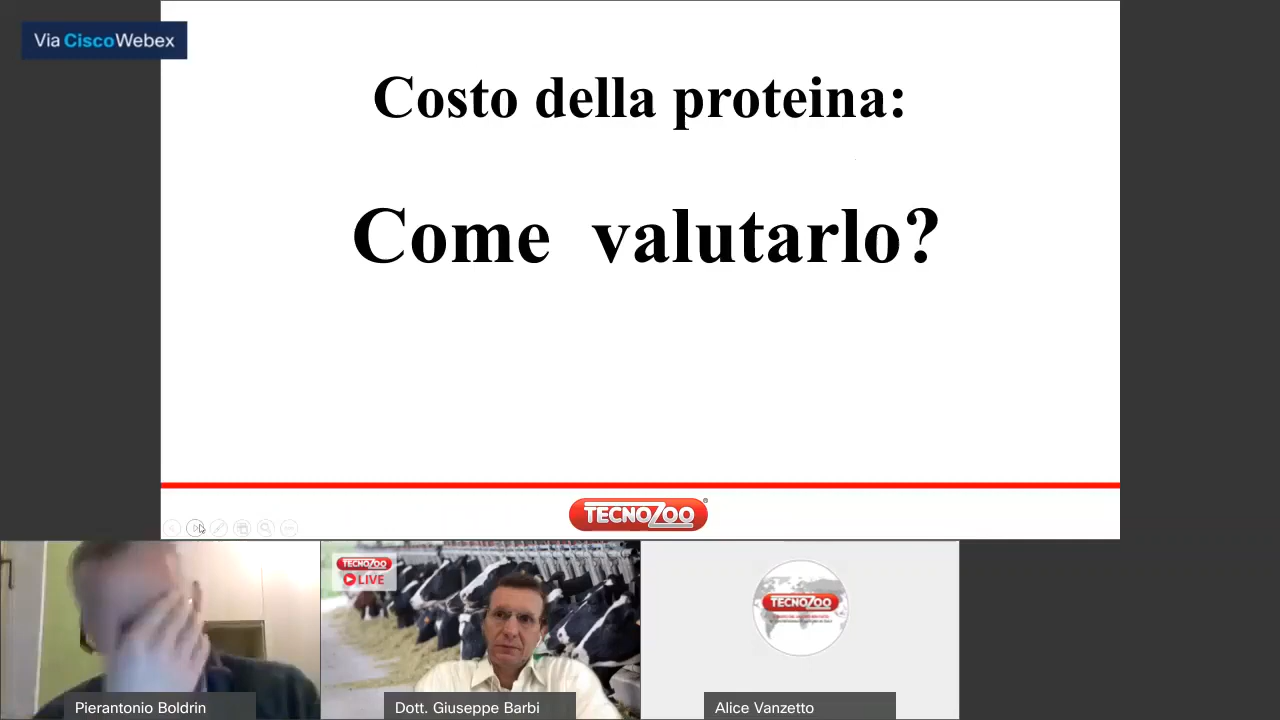 Via CiscoWebex
Costo della proteina:
Come valutarlo?
TECNOZOO
®
TECNOZOO
LIVE
TECNOZOO
Pierantonio Boldrin
Dott. Giuseppe Barbi
Alice Vanzetto